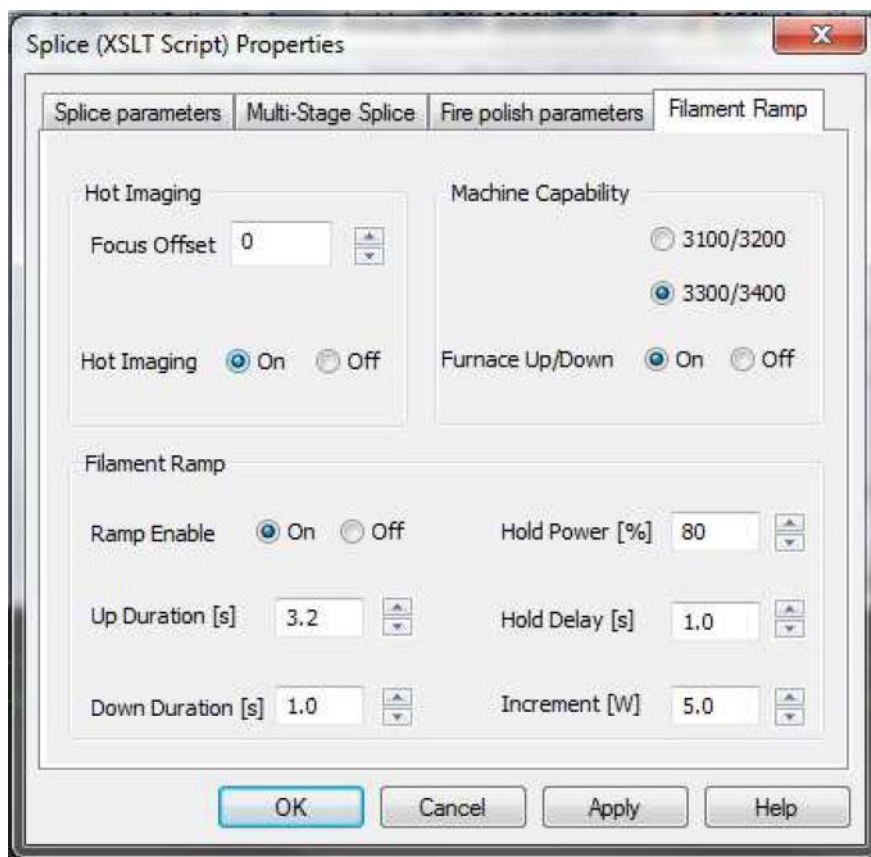 Splice (XSLT Script) Properties
X
Splice parameters Multi-Stage Splice Fire polish parameters Filament Ramp
Hot Imaging
Focus Offset 0
Hot Imaging On Off
Machine Capability
3100/3200
3300/3400
Furnace Up/Down On Off
Filament Ramp
Ramp Enable On Off
Hold Power [%] 80
Up Duration [s] 3.2
Hold Delay [s] 1.0
Down Duration [s] 1.0
Increment [W] 5.0
OK Cancel Apply Help